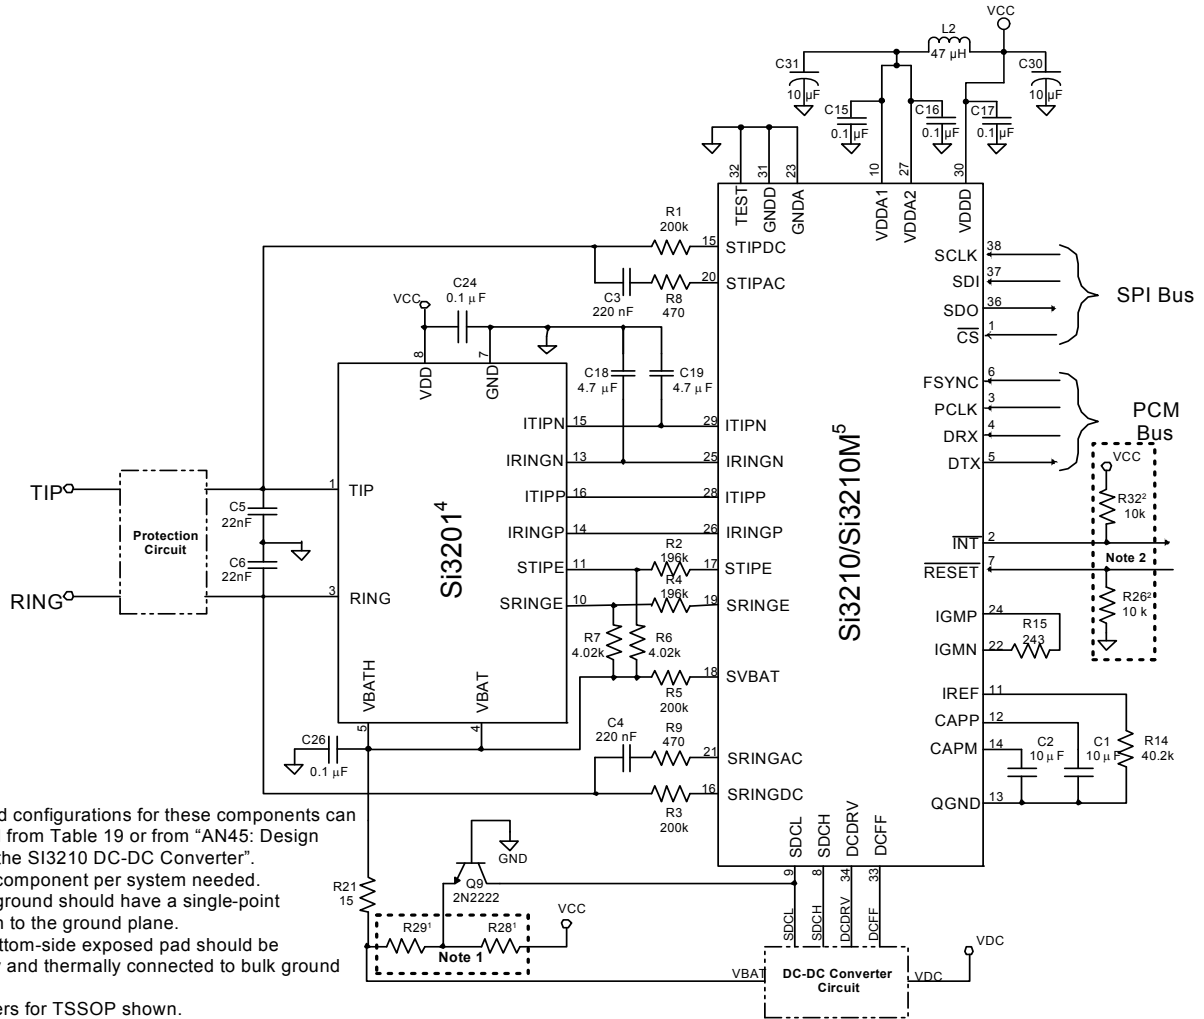 VCC
L2
47 µH
C31
10 µF
C30
10 µF
C15
0.1 µF
C16
0.1 µF
C17
0.1 µF
32
31
23
10
27
30
TEST
GNDD
GNDA
VDDA1
VDDA2
VDDD
R1
200k
15
STIPDC
C3
220 nF
R8
470
20
STIPAC
SCLK
38
SDI
37
SDO
36
CS
1
SPI Bus
FSYNC
6
PCLK
3
DRX
4
DTX
5
PCM
Bus
C24
0.1 µ F
VCC
8
7
VDD
GND
C18
4.7 µ F
C19
4.7 µ F
ITIPN
15
29
ITIPN
IRINGN
13
25
IRINGN
ITIPP
16
28
ITIPP
IRINGP
14
26
IRINGP
STIPE
11
R2
196k
17
STIPE
SRINGE
10
R4
196k
19
SRINGE
R7
4.02k
R6
4.02k
18
SVBAT
R5
200k
TIP
RING
Protection
Circuit
C5
22nF
C6
22nF
1
TIP
3
RING
Si3201⁴
Si3210/Si3210M⁵
VBATH
VBAT
5
4
C26
0.1 µF
C4
220 nF
R9
470
21
SRINGAC
16
SRINGDC
R3
200k
VCC
R32²
10k
INT
2
Note 2
RESET
7
R26²
10 k
IGMP
24
R15
243
IGMN
22
IREF
11
CAPP
12
CAPM
14
QGND
13
C2
10 µ F
C1
10 µ F
R14
40.2k
SDCL
SDCH
DCDRV
DCFF
9
8
34
33
SDCL
SDCH
DCDRV
DCFF
GND
Q9
2N2222
R21
15
R29¹
R28¹
Note 1
VCC
VBAT
DC-DC Converter
Circuit
VDC
VDC
d configurations for these components can
from Table 19 or from “AN45: Design
the SI3210 DC-DC Converter”.
component per system needed.
ground should have a single-point
n to the ground plane.
ttom-side exposed pad should be
and thermally connected to bulk ground
ers for TSSOP shown.